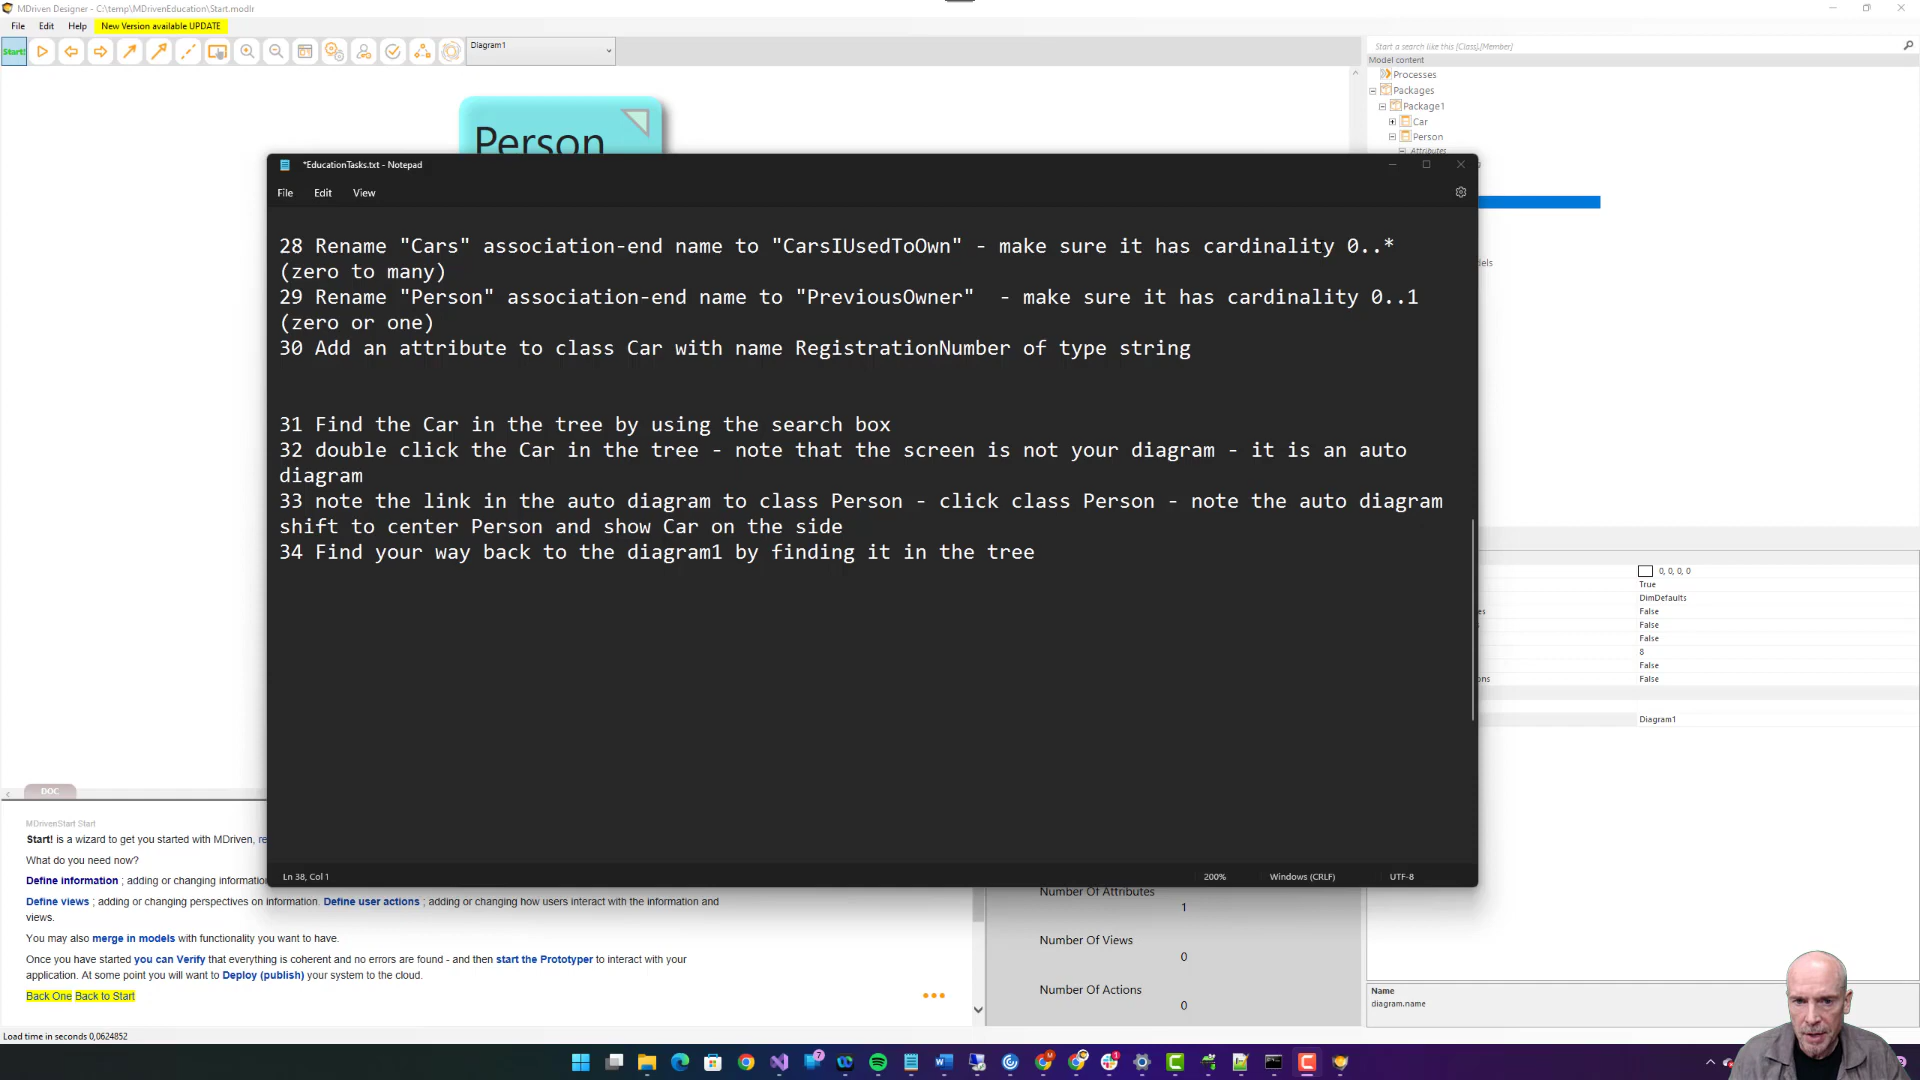 MDriven Designer - C:\temp\MDrivenEducation\Start.modlr
File Edit Help New Version available UPDATE
Start!
Diagram1
Start a search like this [Class],[Member]
Model content
Processes
Packages
Package1
Car
Person
Attributes
Person
*EducationTasks.txt - Notepad
File Edit View
28 Rename "Cars" association-end name to "CarsIUsedToOwn" - make sure it has cardinality 0..*
(zero to many)
29 Rename "Person" association-end name to "PreviousOwner"  - make sure it has cardinality 0..1
(zero or one)
30 Add an attribute to class Car with name RegistrationNumber of type string
31 Find the Car in the tree by using the search box
32 double click the Car in the tree - note that the screen is not your diagram - it is an auto
diagram
33 note the link in the auto diagram to class Person - click class Person - note the auto diagram
shift to center Person and show Car on the side
34 Find your way back to the diagram1 by finding it in the tree
Ln 38, Col 1
200%
Windows (CRLF)
UTF-8
0, 0, 0, 0
True
DimDefaults
False
False
False
8
False
False
Diagram1
DOC
MDrivenStart Start
Start! is a wizard to get you started with MDriven, re
What do you need now?
Define information ; adding or changing information
Define views ; adding or changing perspectives on information. Define user actions ; adding or changing how users interact with the information and
views.
You may also merge in models with functionality you want to have.
Once you have started you can Verify that everything is coherent and no errors are found - and then start the Prototyper to interact with your
application. At some point you will want to Deploy (publish) your system to the cloud.
Back One Back to Start
Number Of Attributes
1
Number Of Views
0
Number Of Actions
0
Name
diagram.name
Load time in seconds 0,0624852